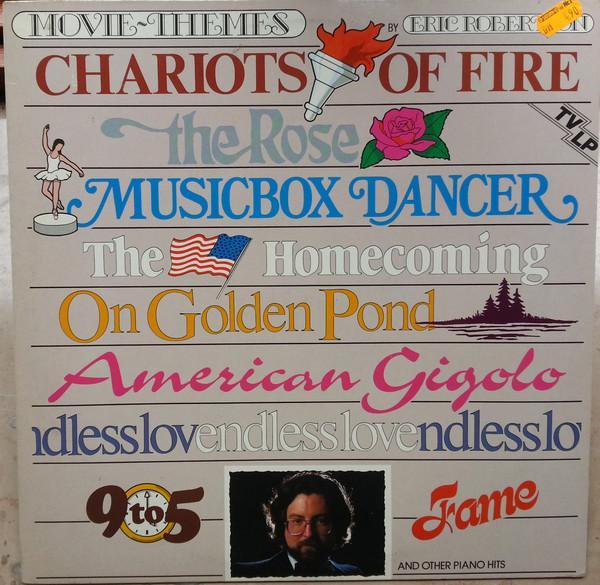 MOVIE~THEMES BY ERIC ROBERTSON
CHARIOTS OF FIRE
TV LP
the Rose
MUSICBOX DANCER
The Homecoming
On Golden Pond
American Gigolo
ndlesslovendlesslovendlesslo
9 to 5
Fame
AND OTHER PIANO HITS